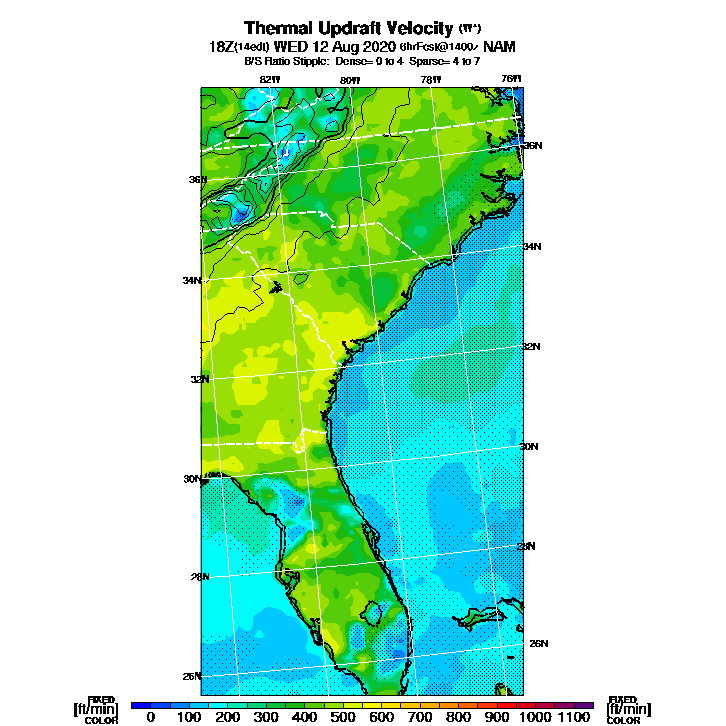 Thermal Updraft Velocity (W*)
18Z(14edt) WED 12 Aug 2020 6hrFcst@1400z NAM
B/S Ratio Stipple: Dense= 0 to 4 Sparse= 4 to 7
82W 80W 78W 76W
36N
36N
34N
34N
32N
32N
30N
30N
28N
28N
26N
26N
FIXED [ft/min] COLOR
0 100 200 300 400 500 600 700 800 900 1000 1100
FIXED [ft/min] COLOR